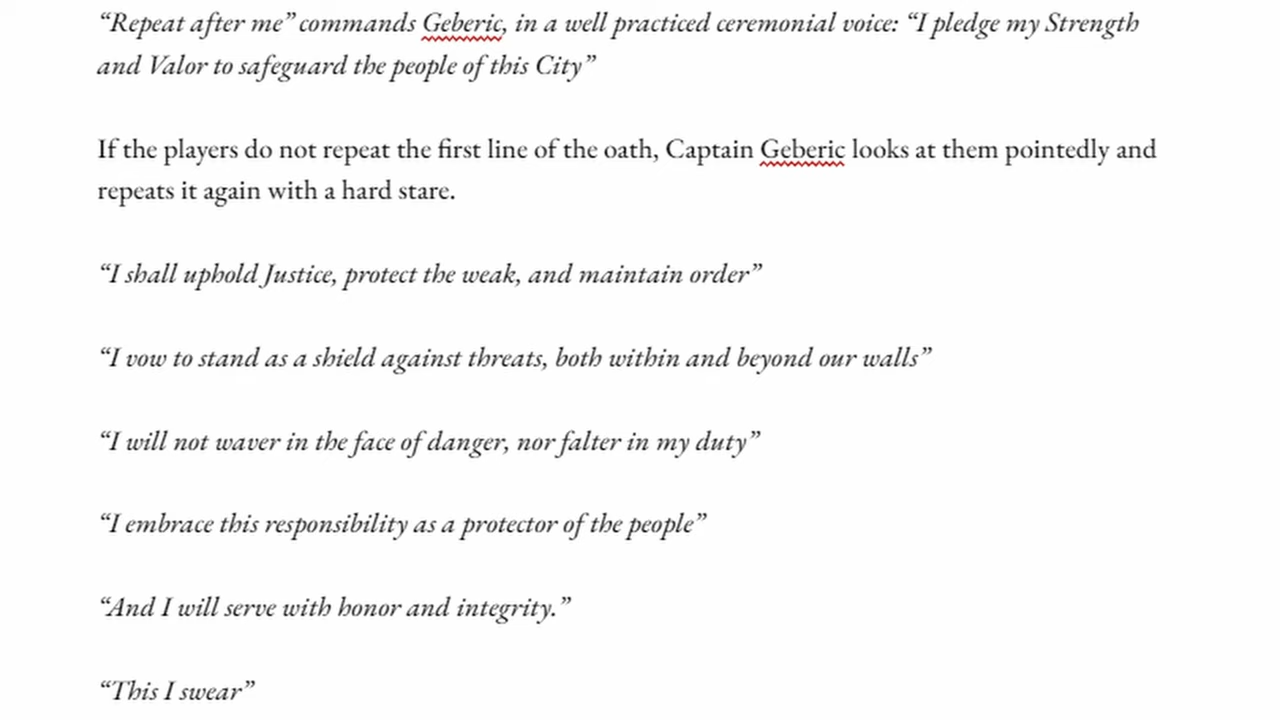 “Repeat after me” commands Geberic, in a well practiced ceremonial voice: “I pledge my Strength
and Valor to safeguard the people of this City”
If the players do not repeat the first line of the oath, Captain Geberic looks at them pointedly and
repeats it again with a hard stare.
“I shall uphold Justice, protect the weak, and maintain order”
“I vow to stand as a shield against threats, both within and beyond our walls”
“I will not waver in the face of danger, nor falter in my duty”
“I embrace this responsibility as a protector of the people”
“And I will serve with honor and integrity.”
“This I swear”